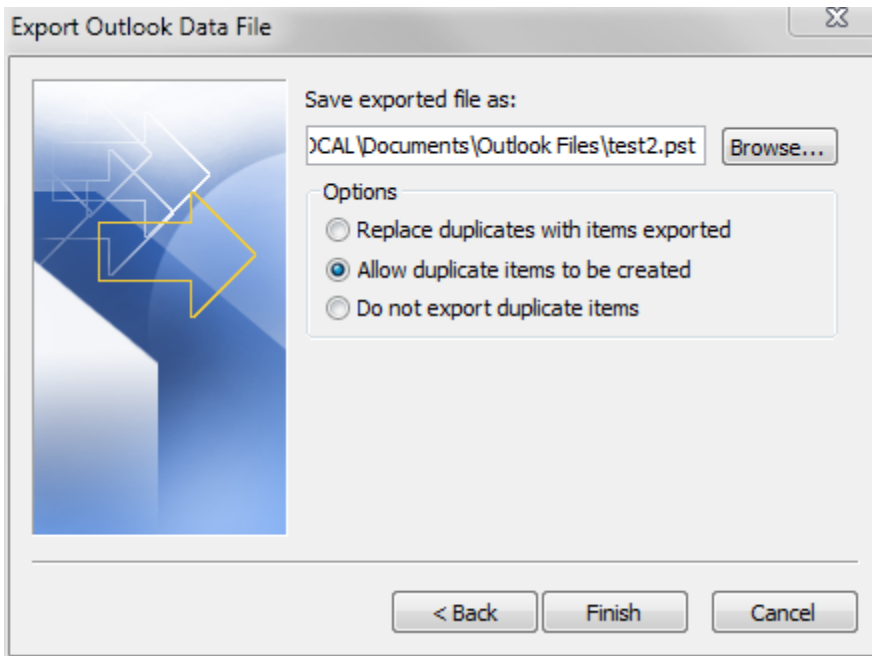 Export Outlook Data File
Save exported file as:
\Documents\Outlook Files\test2.pst
Browse...
Options
Replace duplicates with items exported
Allow duplicate items to be created
Do not export duplicate items
< Back
Finish
Cancel